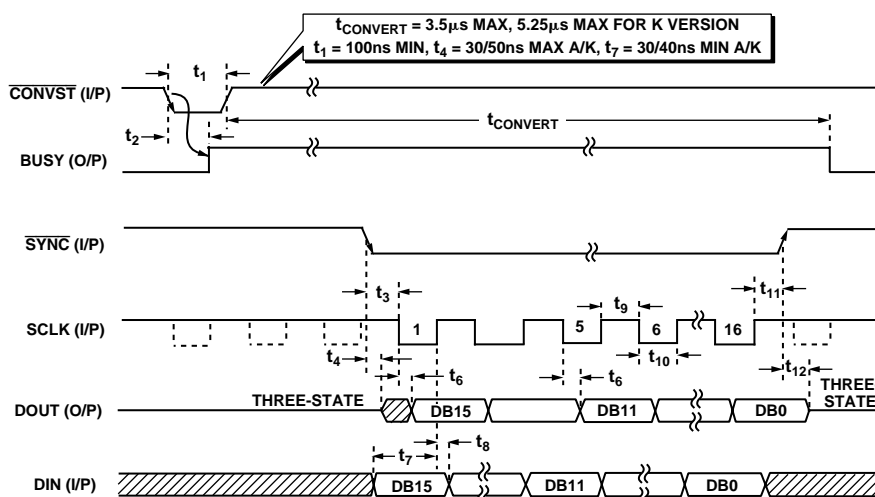 tCONVERT = 3.5μs MAX, 5.25μs MAX FOR K VERSION
t1 = 100ns MIN, t4 = 30/50ns MAX A/K, t7 = 30/40ns MIN A/K
t1
CONVST (I/P)
t2
tCONVERT
BUSY (O/P)
SYNC (I/P)
t3
t9
t11
SCLK (I/P)
1
5
6
16
t4
t6
t6
t10
t12
THREE-STATE
THREE-
STATE
DOUT (O/P)
DB15
DB11
DB0
t7
t8
DIN (I/P)
DB15
DB11
DB0